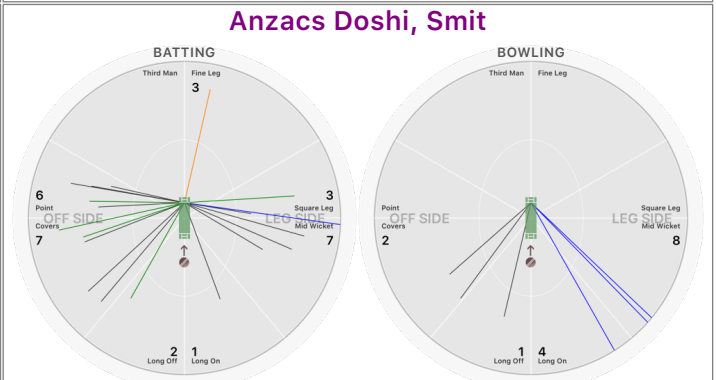 Anzacs Doshi, Smit
BATTING
Third Man
Fine Leg
3
6
Point
OFF SIDE
Covers
7
3
Square Leg
LEG SIDE
Mid Wicket
7
2
Long Off
1
Long On
BOWLING
Third Man
Fine Leg
Point
OFF SIDE
Covers
2
Square Leg
LEG SIDE
Mid Wicket
8
1
Long Off
4
Long On